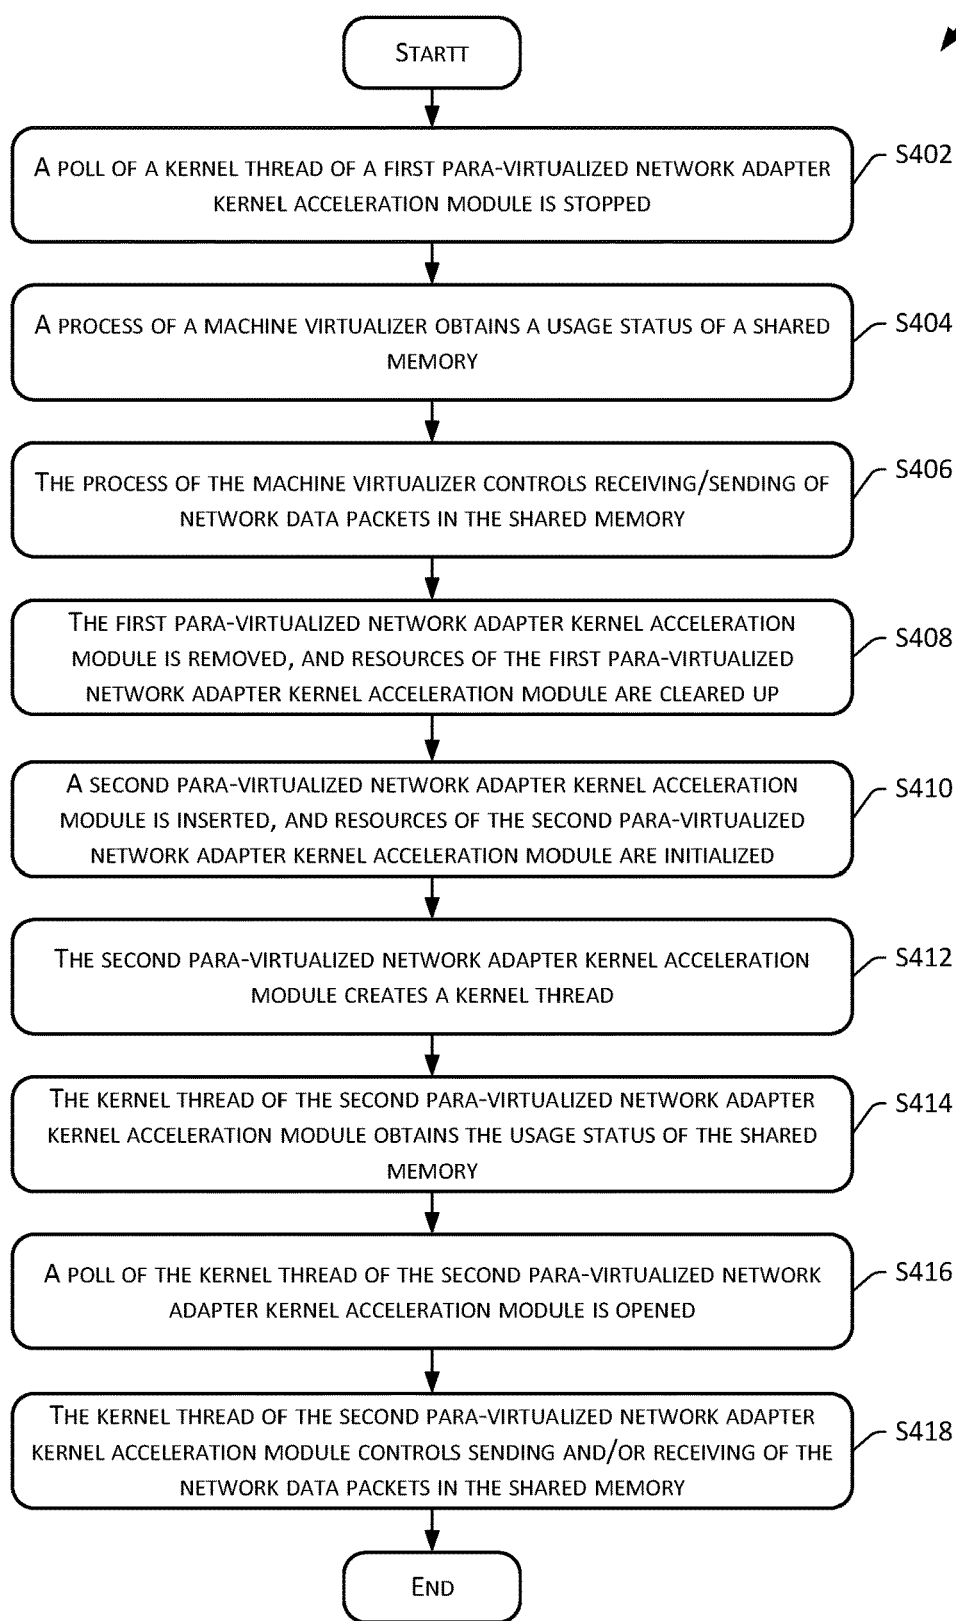 STARTT
A POLL OF A KERNEL THREAD OF A FIRST PARA-VIRTUALIZED NETWORK ADAPTER
KERNEL ACCELERATION MODULE IS STOPPED
S402
A PROCESS OF A MACHINE VIRTUALIZER OBTAINS A USAGE STATUS OF A SHARED
MEMORY
S404
THE PROCESS OF THE MACHINE VIRTUALIZER CONTROLS RECEIVING/SENDING OF
NETWORK DATA PACKETS IN THE SHARED MEMORY
S406
THE FIRST PARA-VIRTUALIZED NETWORK ADAPTER KERNEL ACCELERATION
MODULE IS REMOVED, AND RESOURCES OF THE FIRST PARA-VIRTUALIZED
NETWORK ADAPTER KERNEL ACCELERATION MODULE ARE CLEARED UP
S408
A SECOND PARA-VIRTUALIZED NETWORK ADAPTER KERNEL ACCELERATION
MODULE IS INSERTED, AND RESOURCES OF THE SECOND PARA-VIRTUALIZED
NETWORK ADAPTER KERNEL ACCELERATION MODULE ARE INITIALIZED
S410
THE SECOND PARA-VIRTUALIZED NETWORK ADAPTER KERNEL ACCELERATION
MODULE CREATES A KERNEL THREAD
S412
THE KERNEL THREAD OF THE SECOND PARA-VIRTUALIZED NETWORK ADAPTER
KERNEL ACCELERATION MODULE OBTAINS THE USAGE STATUS OF THE SHARED
MEMORY
S414
A POLL OF THE KERNEL THREAD OF THE SECOND PARA-VIRTUALIZED NETWORK
ADAPTER KERNEL ACCELERATION MODULE IS OPENED
S416
THE KERNEL THREAD OF THE SECOND PARA-VIRTUALIZED NETWORK ADAPTER
KERNEL ACCELERATION MODULE CONTROLS SENDING AND/OR RECEIVING OF THE
NETWORK DATA PACKETS IN THE SHARED MEMORY
S418
END